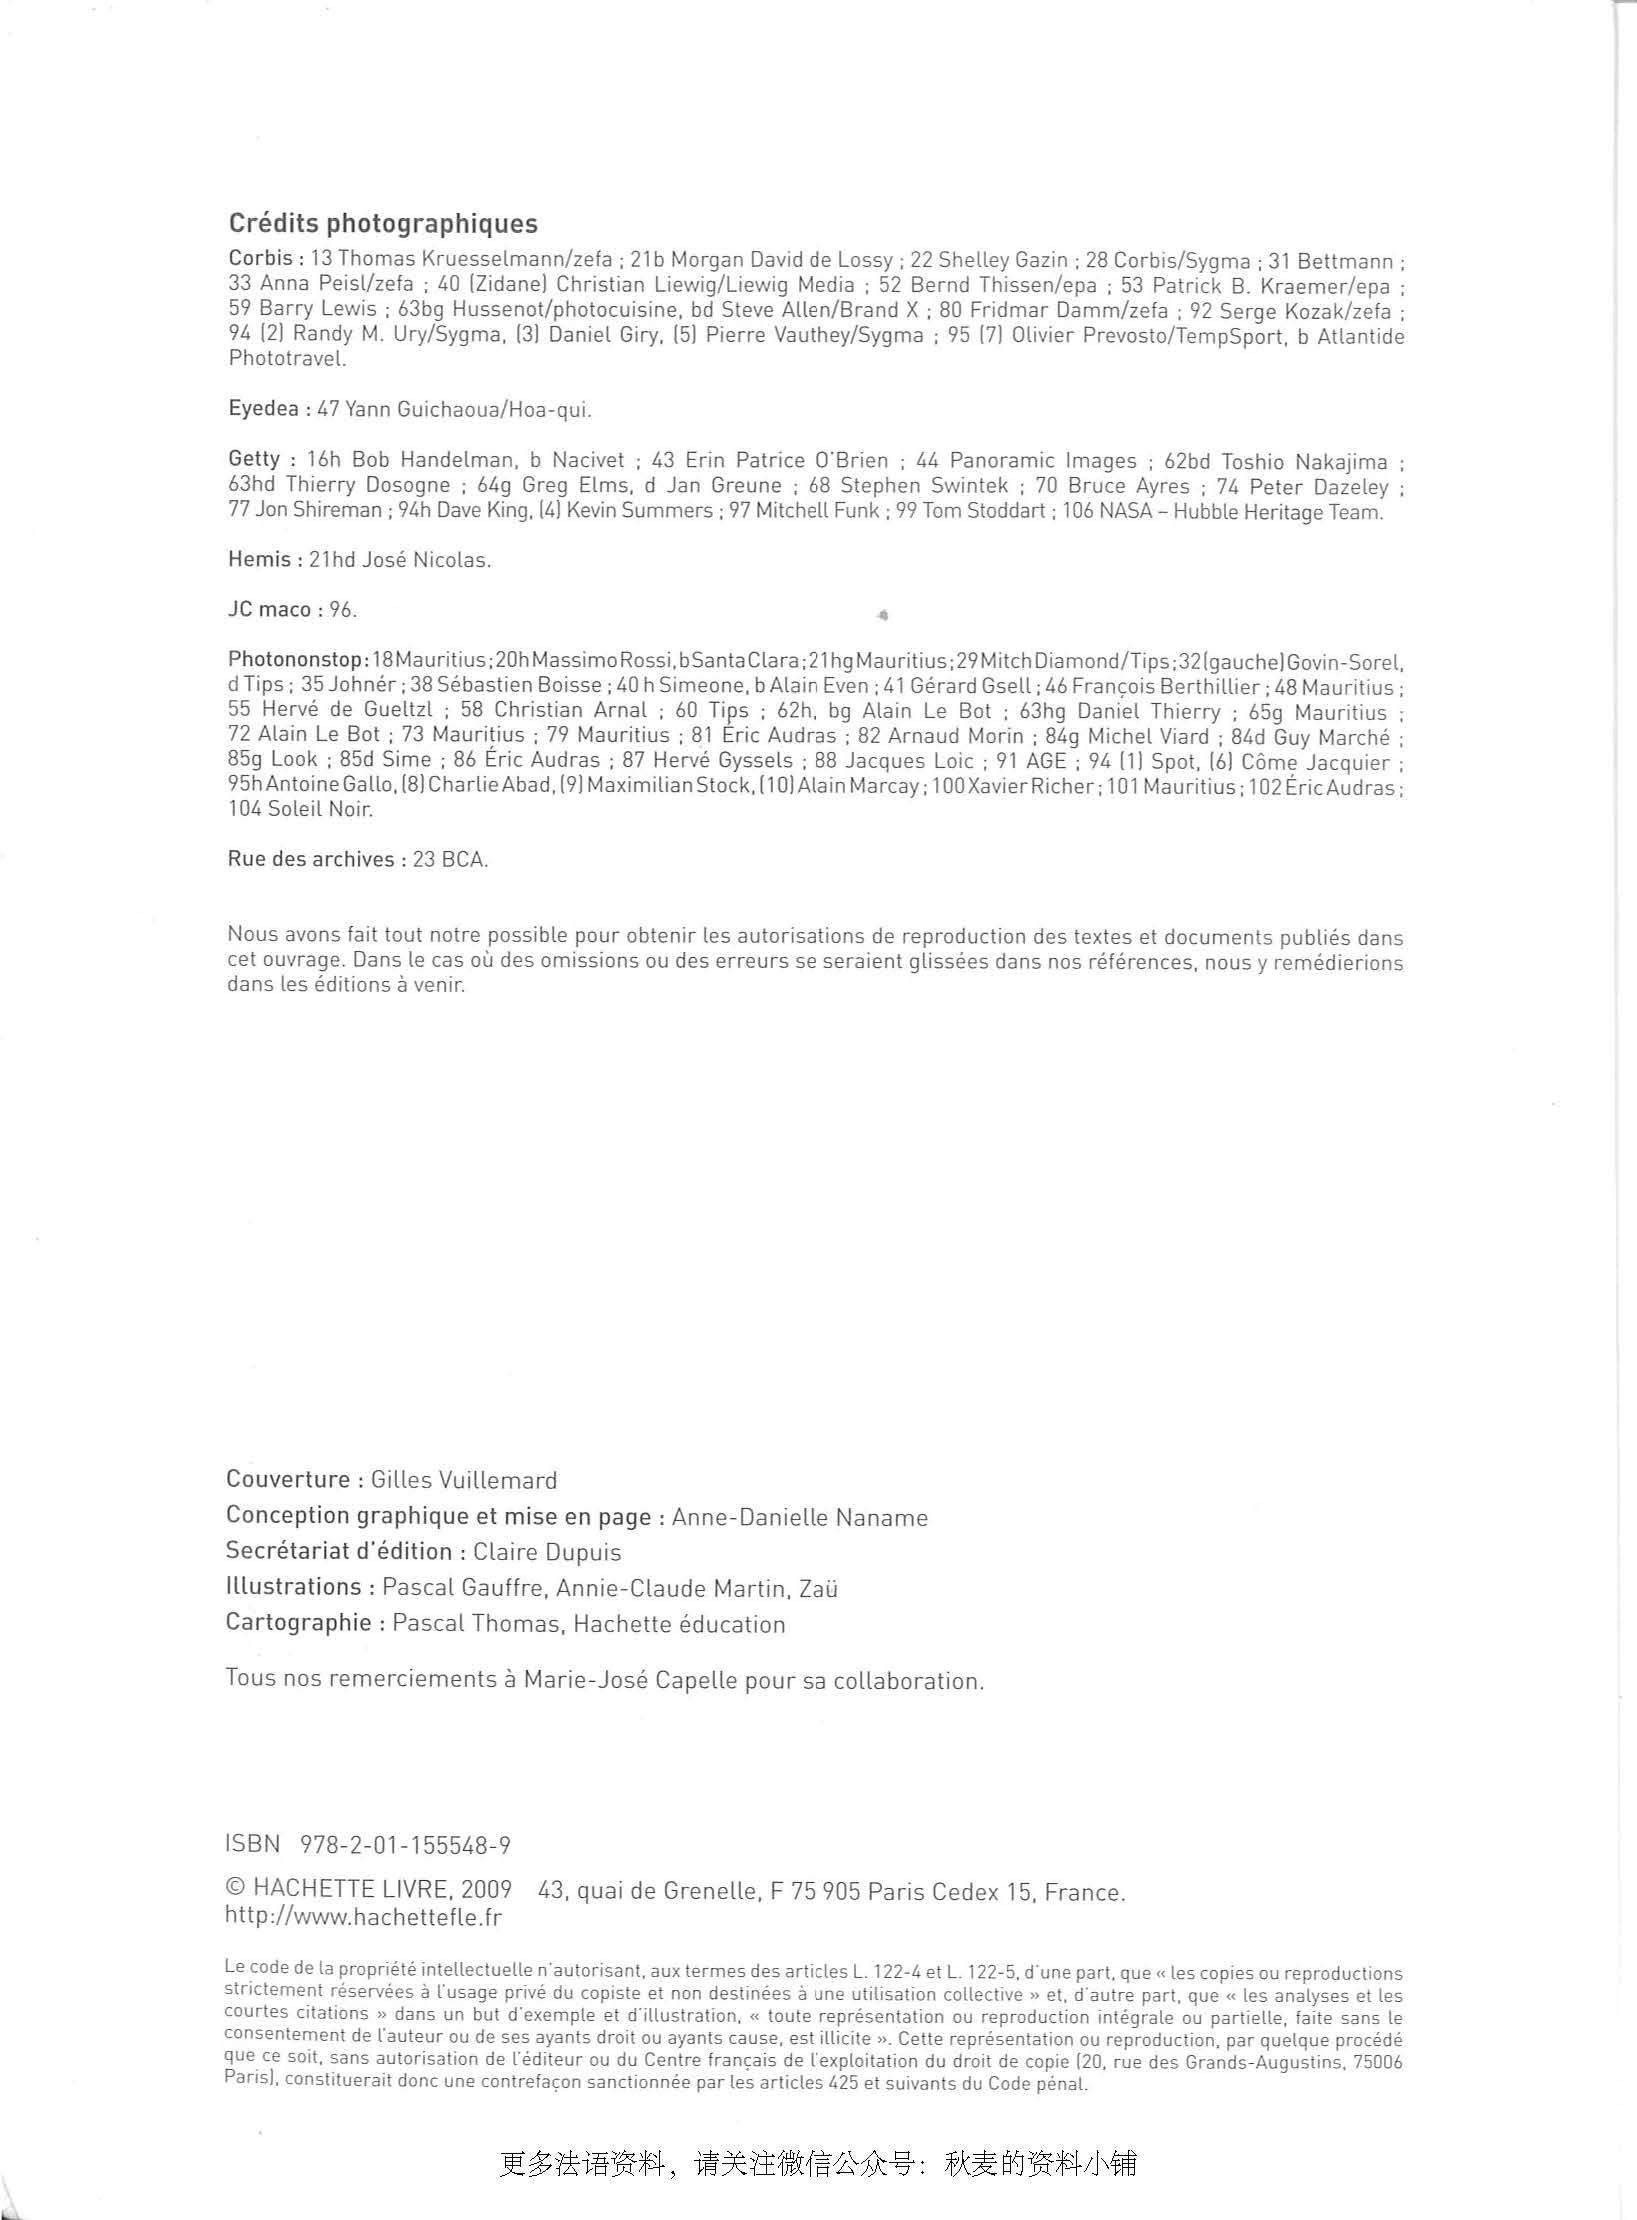 Crédits photographiques
Corbis : 13 Thomas Kruesselmann/zefa ; 21b Morgan David de Lossy ; 22 Shelley Gazin ; 28 Corbis/Sygma ; 31 Bettmann ;
33 Anna Peisl/zefa ; 40 (Zidane) Christian Liewig/Liewig Media ; 52 Bernd Thissen/epa ; 53 Patrick B. Kraemer/epa ;
59 Barry Lewis ; 63bg Hussenot/photocuisine, bd Steve Allen/Brand X ; 80 Fridmar Damm/zefa ; 92 Serge Kozak/zefa ;
94 (2) Randy M. Ury/Sygma, (3) Daniel Giry, (5) Pierre Vauthey/Sygma ; 95 (7) Olivier Prevosto/TempSport, b Atlantide
Phototravel.
Eyedea : 47 Yann Guichaoua/Hoa-qui.
Getty : 16h Bob Handelman, b Nacivet ; 43 Erin Patrice O'Brien ; 44 Panoramic Images ; 62bd Toshio Nakajima ;
63hd Thierry Dosogne ; 64g Greg Elms, d Jan Greune ; 68 Stephen Swintek ; 70 Bruce Ayres ; 74 Peter Dazeley ;
77 Jon Shireman ; 94h Dave King, (4) Kevin Summers ; 97 Mitchell Funk ; 99 Tom Stoddart ; 106 NASA – Hubble Heritage Team.
Hemis : 21hd José Nicolas.
JC maco : 96.
Photononstop : 18 Mauritius ; 20h Massimo Rossi, b Santa Clara ; 21hg Mauritius ; 29 Mitch Diamond/Tips ; 32 (gauche) Govin-Sorel,
d Tips ; 35 Johnér ; 38 Sébastien Boisse ; 40 h Simeone, b Alain Even ; 41 Gérard Gsell ; 46 François Berthillier ; 48 Mauritius ;
55 Hervé de Gueltzl ; 58 Christian Arnal ; 60 Tips ; 62h, bg Alain Le Bot ; 63hg Daniel Thierry ; 65g Mauritius ;
72 Alain Le Bot ; 73 Mauritius ; 79 Mauritius ; 81 Éric Audras ; 82 Arnaud Morin ; 84g Michel Viard ; 84d Guy Marché ;
85g Look ; 85d Sime ; 86 Éric Audras ; 87 Hervé Gyssels ; 88 Jacques Loic ; 91 AGE ; 94 (1) Spot, (6) Côme Jacquier ;
95h Antoine Gallo, (8) Charlie Abad, (9) Maximilian Stock, (10) Alain Marcay ; 100 Xavier Richer ; 101 Mauritius ; 102 Éric Audras ;
104 Soleil Noir.
Rue des archives : 23 BCA.
Nous avons fait tout notre possible pour obtenir les autorisations de reproduction des textes et documents publiés dans
cet ouvrage. Dans le cas où des omissions ou des erreurs se seraient glissées dans nos références, nous y remédierions
dans les éditions à venir.
Couverture : Gilles Vuillemard
Conception graphique et mise en page : Anne-Danielle Naname
Secrétariat d'édition : Claire Dupuis
Illustrations : Pascal Gauffre, Annie-Claude Martin, Zaü
Cartographie : Pascal Thomas, Hachette éducation
Tous nos remerciements à Marie-José Capelle pour sa collaboration.
ISBN 978-2-01-155548-9
© HACHETTE LIVRE, 2009 43, quai de Grenelle, F 75 905 Paris Cedex 15, France.
http://www.hachettefle.fr
Le code de la propriété intellectuelle n'autorisant, aux termes des articles L. 122-4 et L. 122-5, d'une part, que « les copies ou reproductions
strictement réservées à l'usage privé du copiste et non destinées à une utilisation collective » et, d'autre part, que « les analyses et les
courtes citations » dans un but d'exemple et d'illustration, « toute représentation ou reproduction intégrale ou partielle, faite sans le
consentement de l'auteur ou de ses ayants droit ou ayants cause, est illicite ». Cette représentation ou reproduction, par quelque procédé
que ce soit, sans autorisation de l'éditeur ou du Centre français de l'exploitation du droit de copie (20, rue des Grands-Augustins, 75006
Paris), constituerait donc une contrefaçon sanctionnée par les articles 425 et suivants du Code pénal.
更多法语资料，请关注微信公众号：秋麦的资料小铺